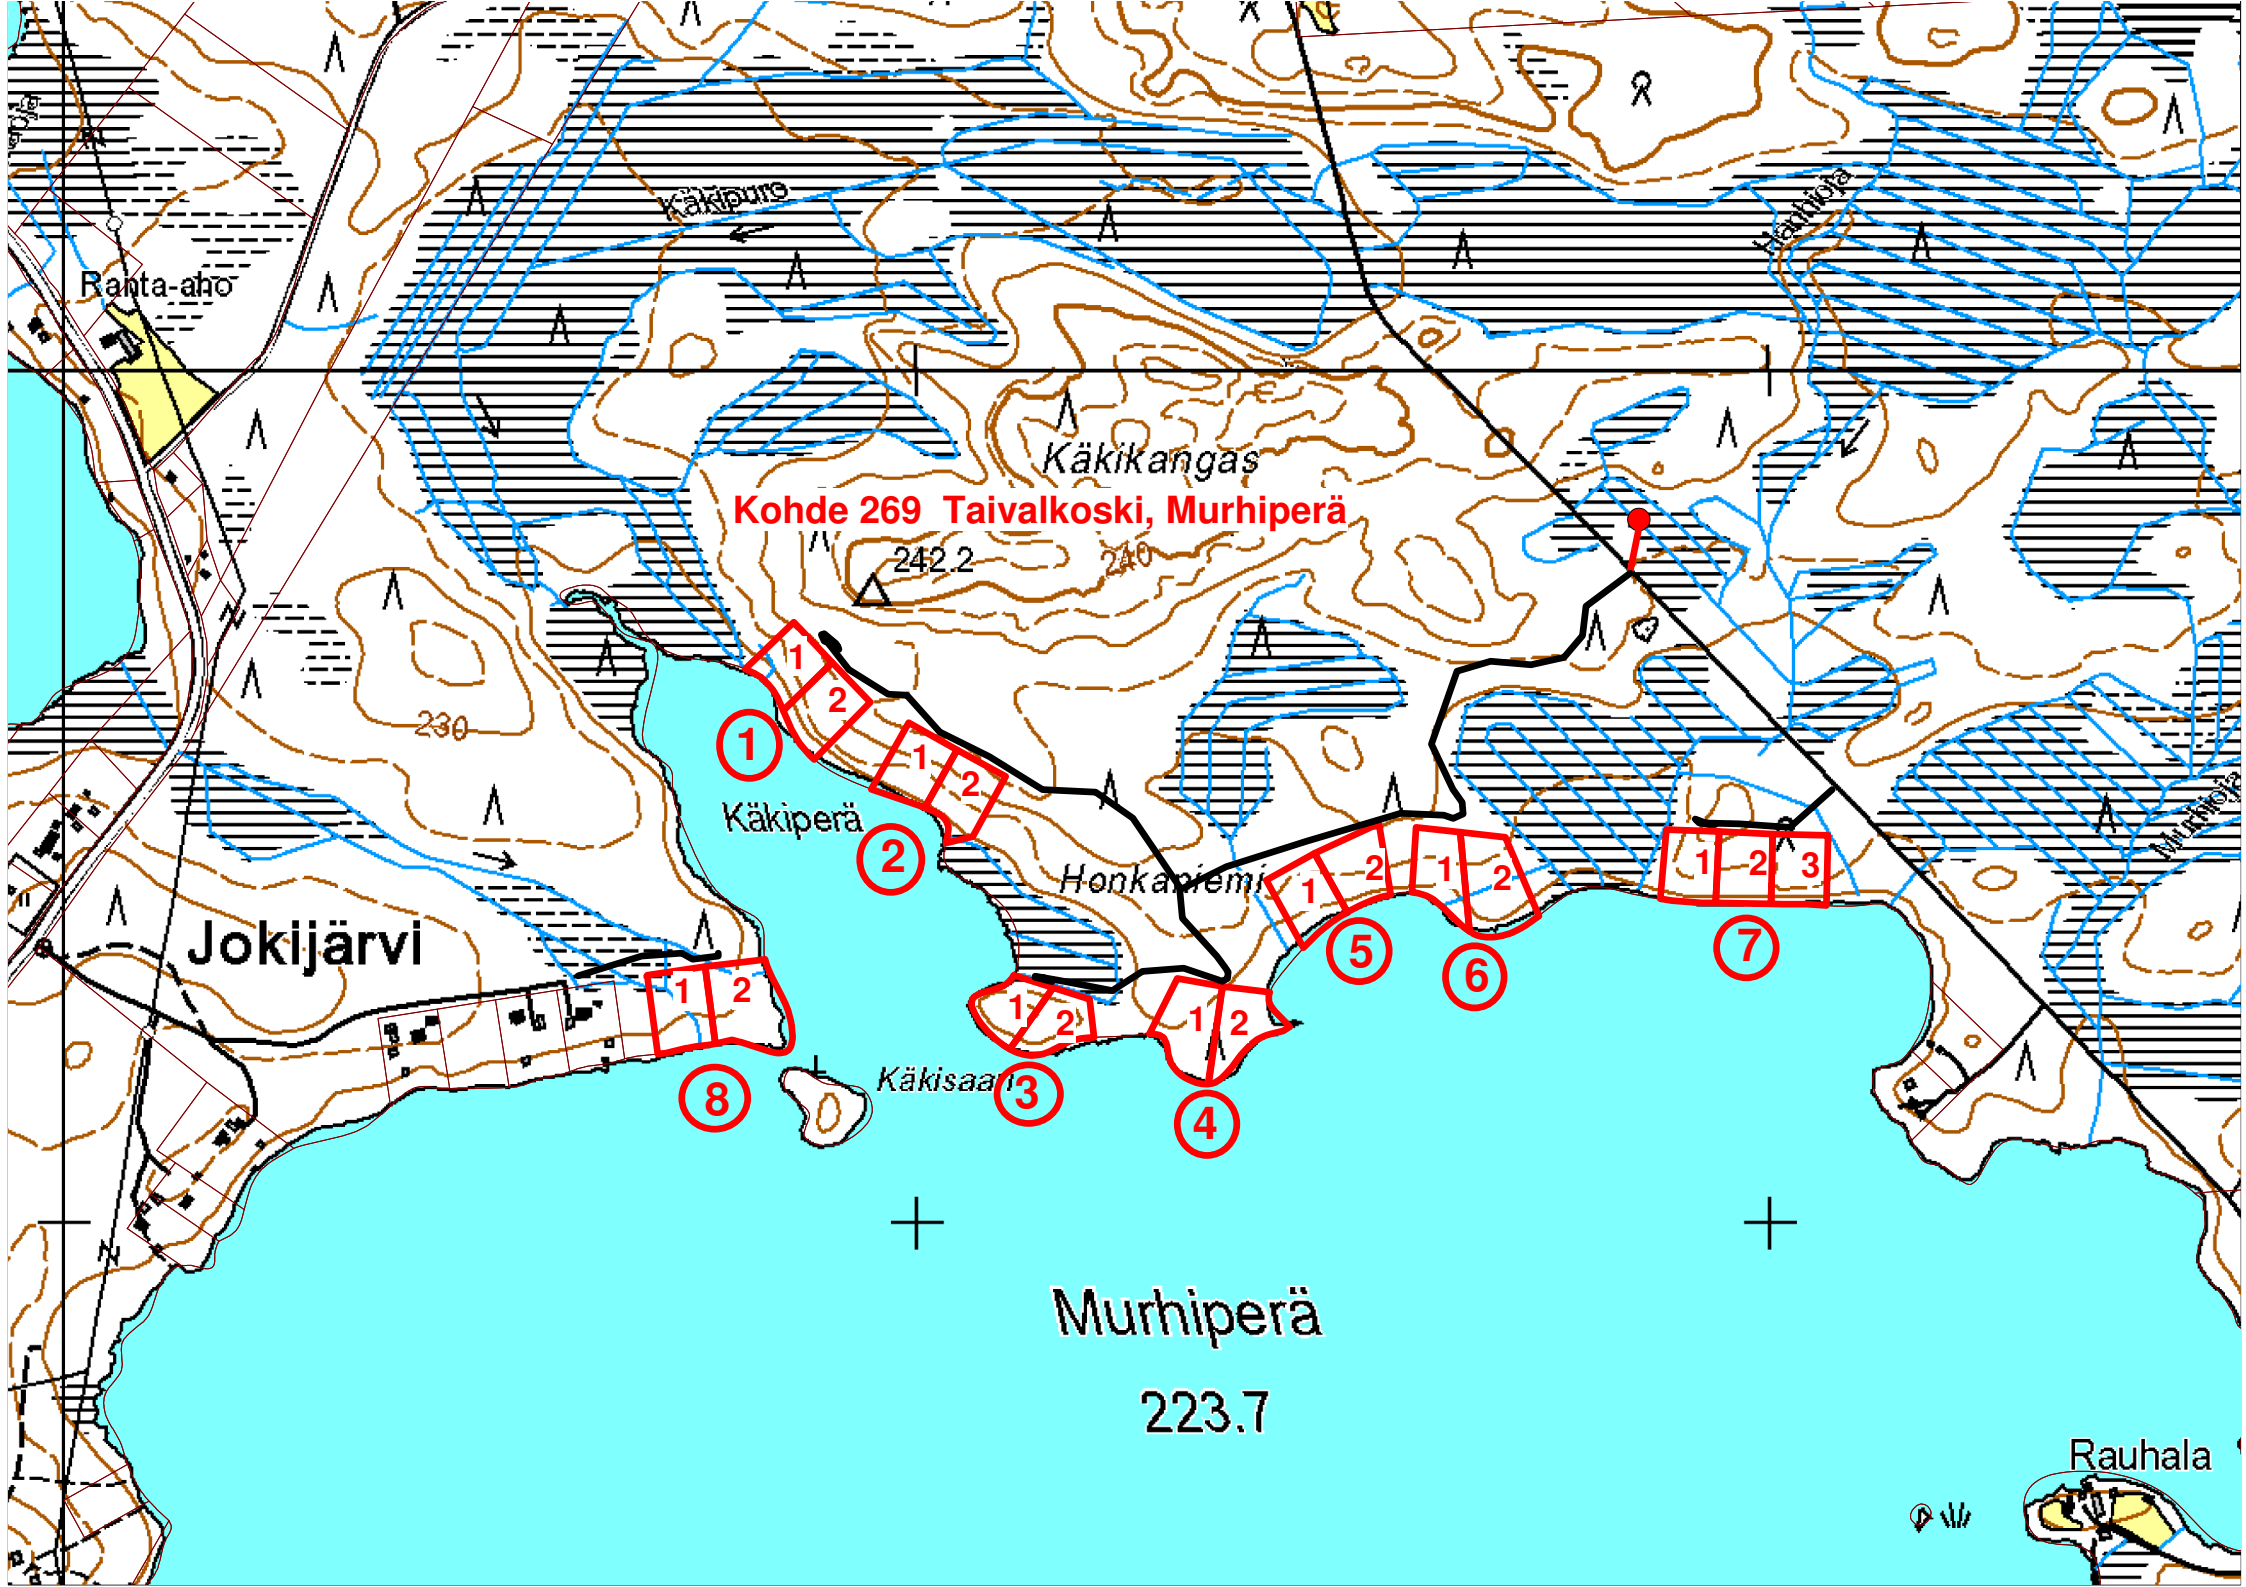 Käkipuro
Hanhioja
Ranta-aho
Käkikangas
Kohde 269 Taivalkoski, Murhiperä
242.2
240
1
2
230
1
1
2
Käkiperä
2
Murhioja
Honkaniemi
1
2
5
1
2
6
1
2
3
7
Jokijärvi
1
2
8
1
2
3
1
2
4
Käkisaari
Murhiperä
223.7
Rauhala